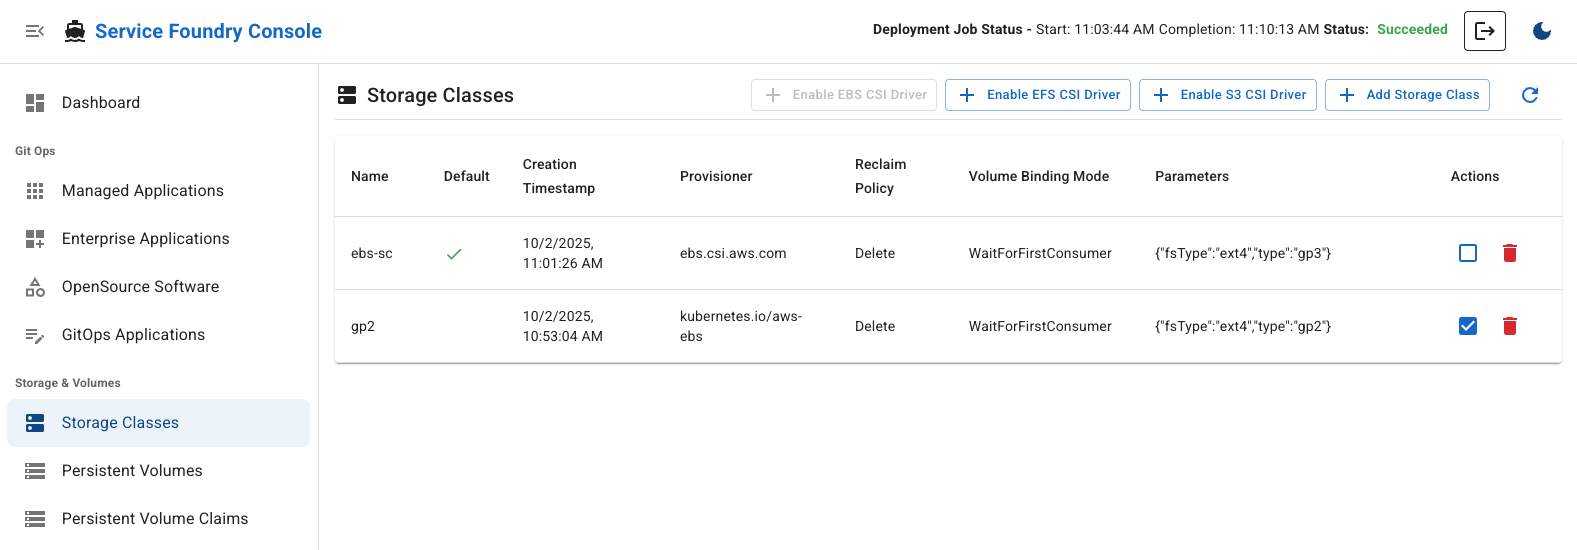 Service Foundry Console
Deployment Job Status - Start: 11:03:44 AM Completion: 11:10:13 AM Status: Succeeded
Dashboard
Git Ops
Managed Applications
Enterprise Applications
OpenSource Software
GitOps Applications
Storage & Volumes
Storage Classes
Persistent Volumes
Persistent Volume Claims
Storage Classes
Enable EBS CSI Driver
Enable EFS CSI Driver
Enable S3 CSI Driver
Add Storage Class
Name
Default
Creation
Timestamp
Provisioner
Reclaim
Policy
Volume Binding Mode
Parameters
Actions
ebs-sc
10/2/2025,
11:01:26 AM
ebs.csi.aws.com
Delete
WaitForFirstConsumer
{"fsType":"ext4","type":"gp3"}
gp2
10/2/2025,
10:53:04 AM
kubernetes.io/aws-
ebs
Delete
WaitForFirstConsumer
{"fsType":"ext4","type":"gp2"}